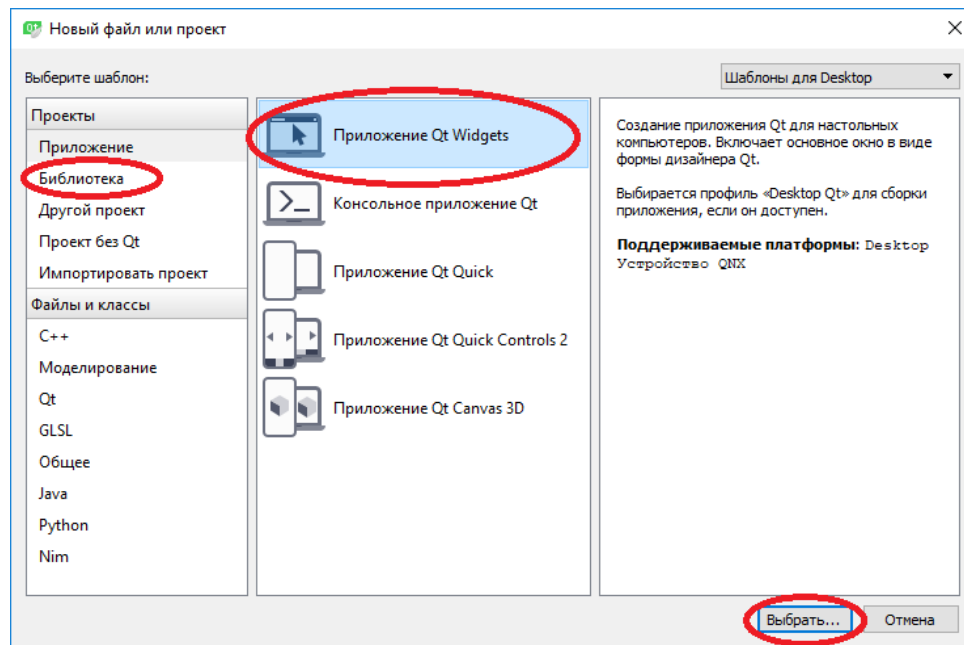 Новый файл или проект
Выберите шаблон:
Шаблоны для Desktop
Проекты
Приложение
Библиотека
Другой проект
Проект без Qt
Импортировать проект
Файлы и классы
C++
Моделирование
Qt
GLSL
Общее
Java
Python
Nim
Приложение Qt Widgets
Консольное приложение Qt
Приложение Qt Quick
Приложение Qt Quick Controls 2
Приложение Qt Canvas 3D
Создание приложения Qt для настольных
компьютеров. Включает основное окно в виде
формы дизайнера Qt.
Выбирается профиль «Desktop Qt» для сборки
приложения, если он доступен.
Поддерживаемые платформы: Desktop
Устройство QNX
Выбрать...
Отмена